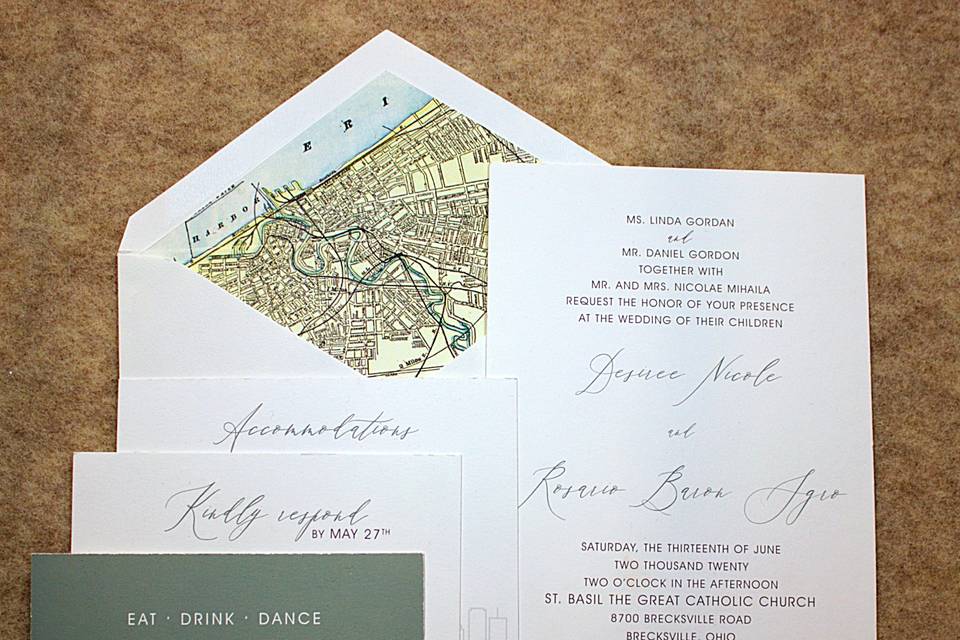 E R I
HARBOR
2 Miles
MS. LINDA GORDAN
and
MR. DANIEL GORDON
TOGETHER WITH
MR. AND MRS. NICOLAE MIHAILA
REQUEST THE HONOR OF YOUR PRESENCE
AT THE WEDDING OF THEIR CHILDREN
Desiree Nicole
and
Rosario Baron Sgro
SATURDAY, THE THIRTEENTH OF JUNE
TWO THOUSAND TWENTY
TWO O'CLOCK IN THE AFTERNOON
ST. BASIL THE GREAT CATHOLIC CHURCH
8700 BRECKSVILLE ROAD
BRECKSVILLE, OHIO
Accommodations
Kindly respond
BY MAY 27TH
EAT · DRINK · DANCE